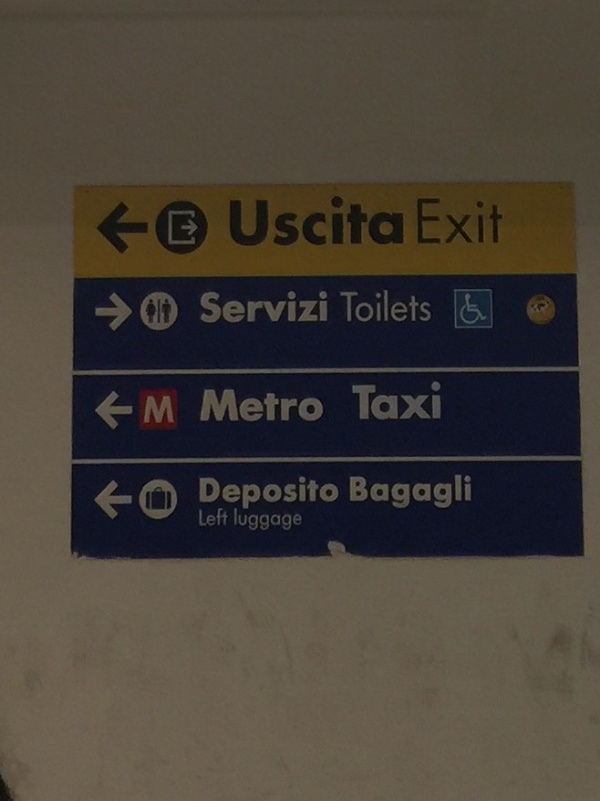 Uscita Exit
Servizi Toilets
M Metro Taxi
Deposito Bagagli
Left luggage